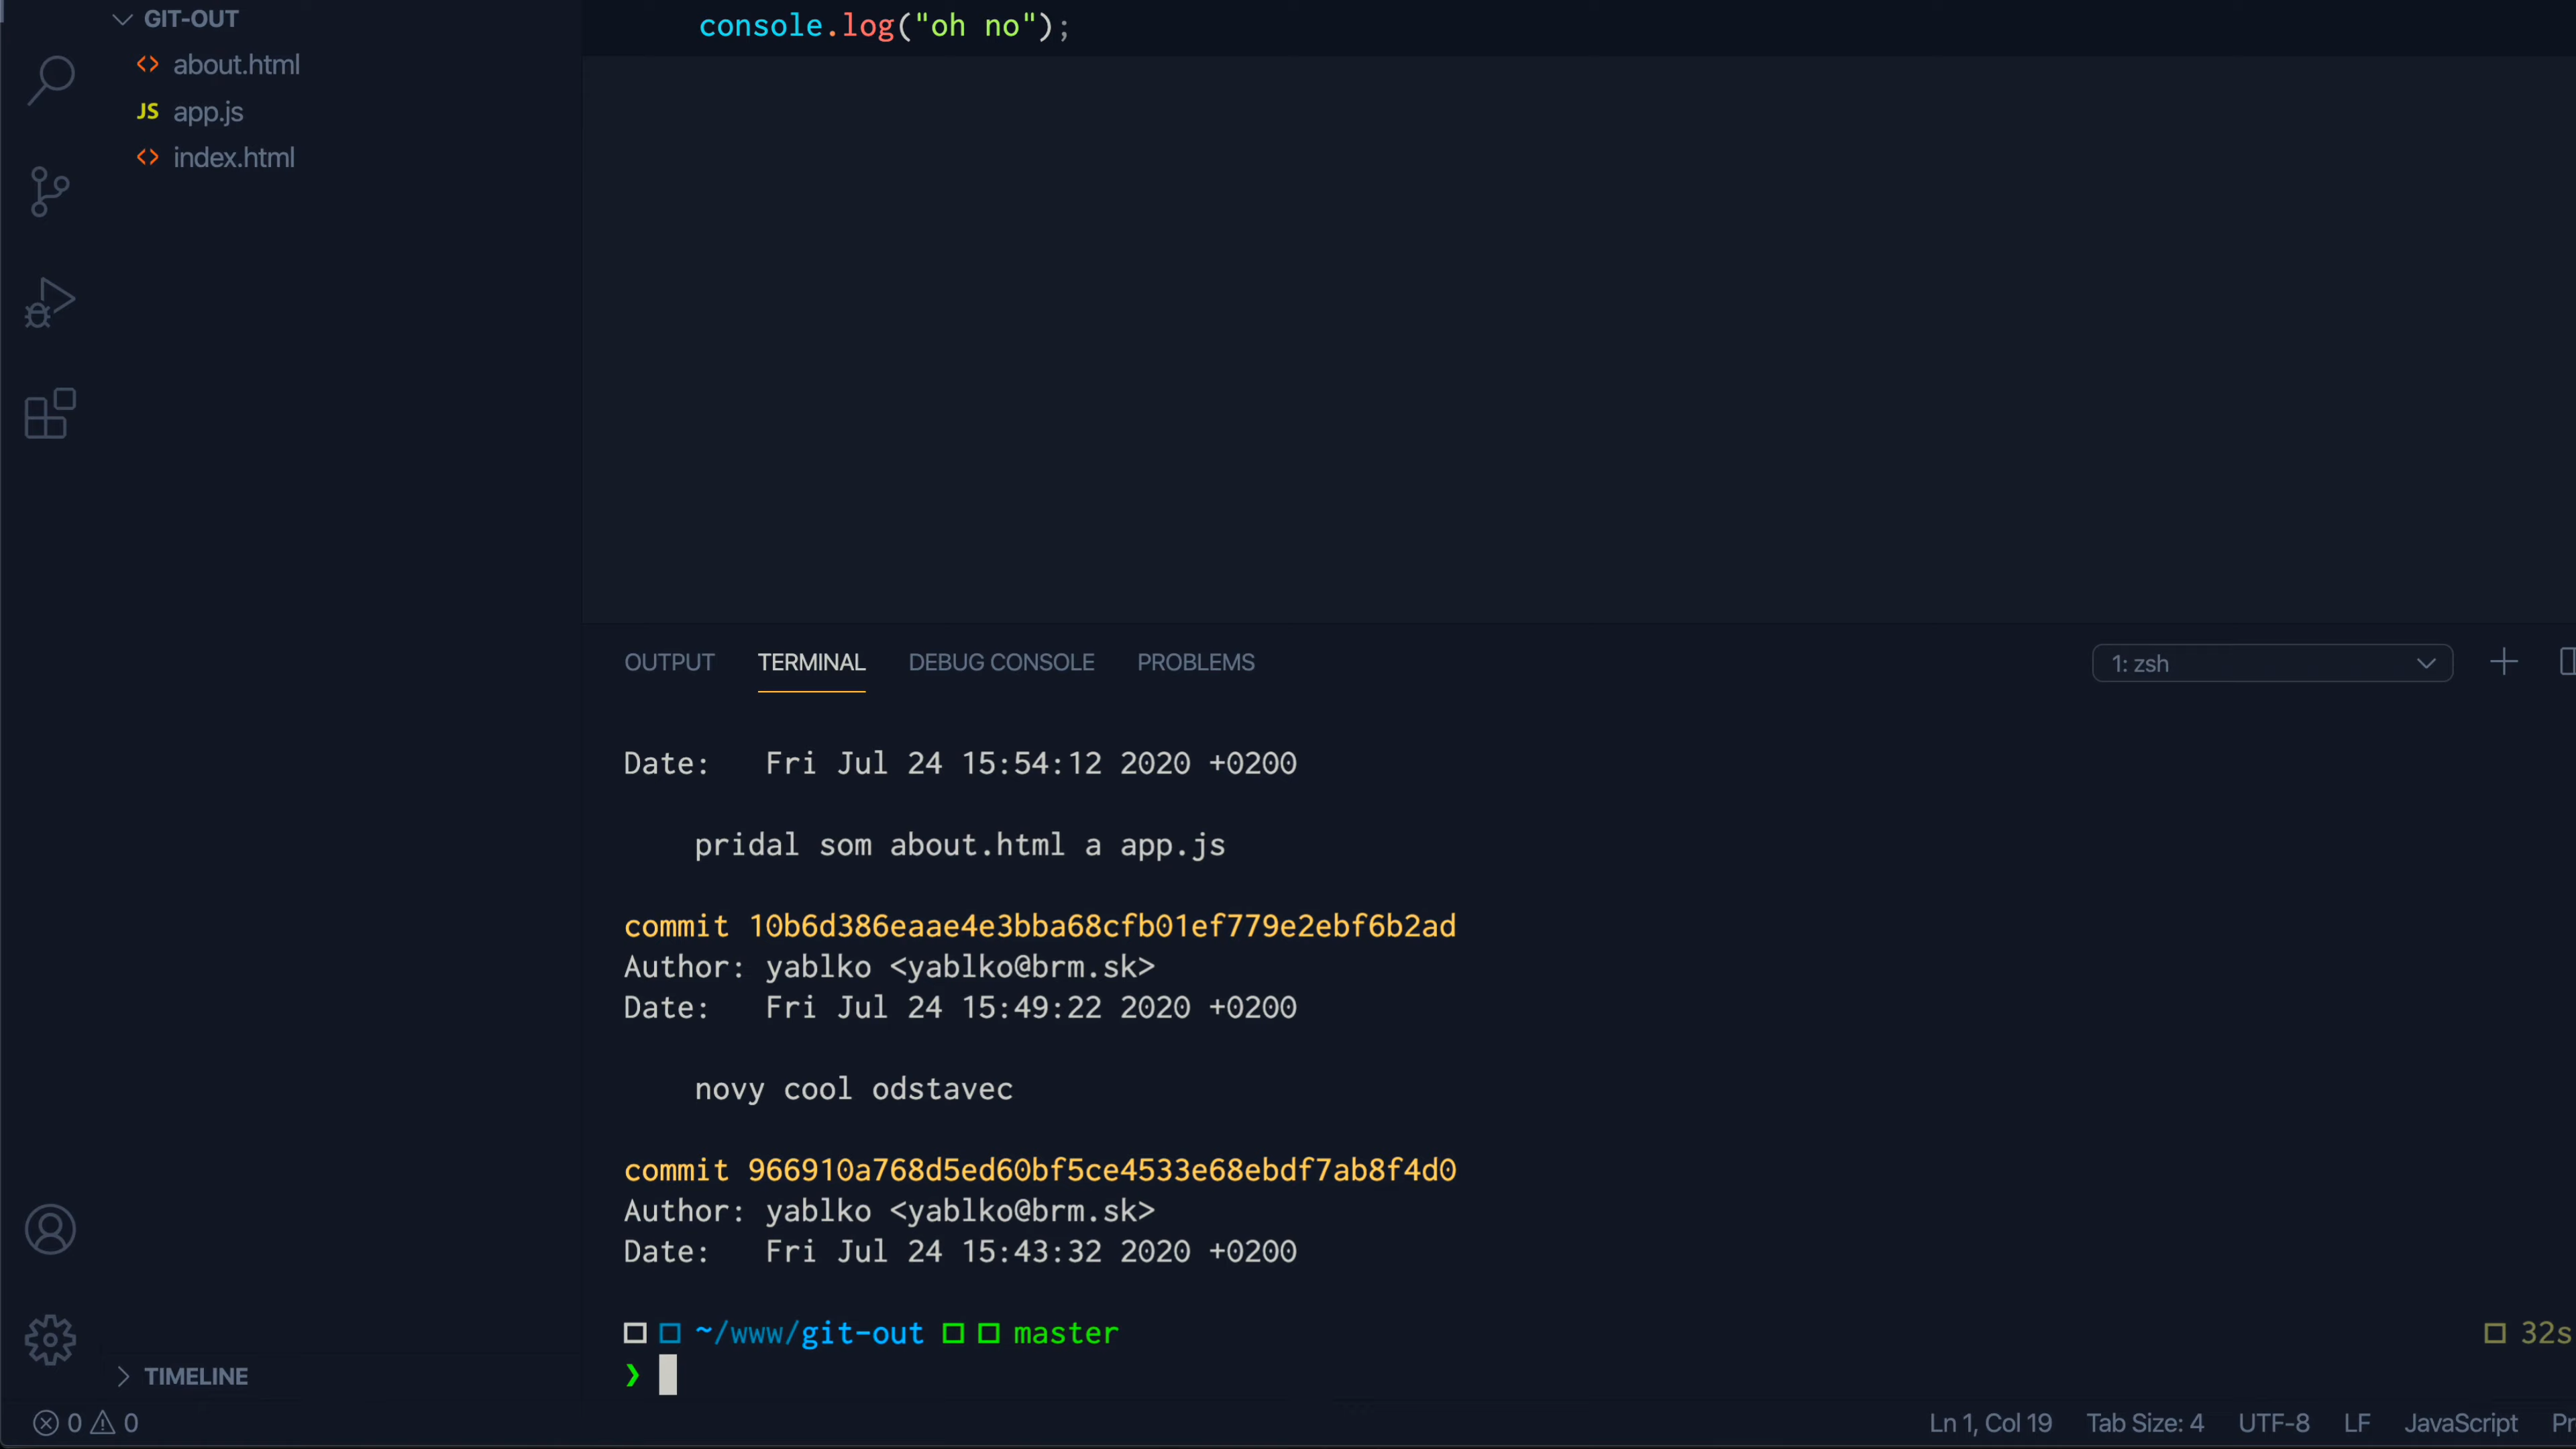 GIT-OUT
about.html
JS app.js
index.html
console.log("oh no");
OUTPUT TERMINAL DEBUG CONSOLE PROBLEMS
1: zsh
Date:   Fri Jul 24 15:54:12 2020 +0200
pridal som about.html a app.js
commit 10b6d386eaae4e3bba68cfb01ef779e2ebf6b2ad
Author: yablko <yablko@brm.sk>
Date:   Fri Jul 24 15:49:22 2020 +0200
novy cool odstavec
commit 966910a768d5ed60bf5ce4533e68ebdf7ab8f4d0
Author: yablko <yablko@brm.sk>
Date:   Fri Jul 24 15:43:32 2020 +0200
~/www/git-out master
32s
❯
TIMELINE
0 0
Ln 1, Col 19 Tab Size: 4 UTF-8 LF JavaScript